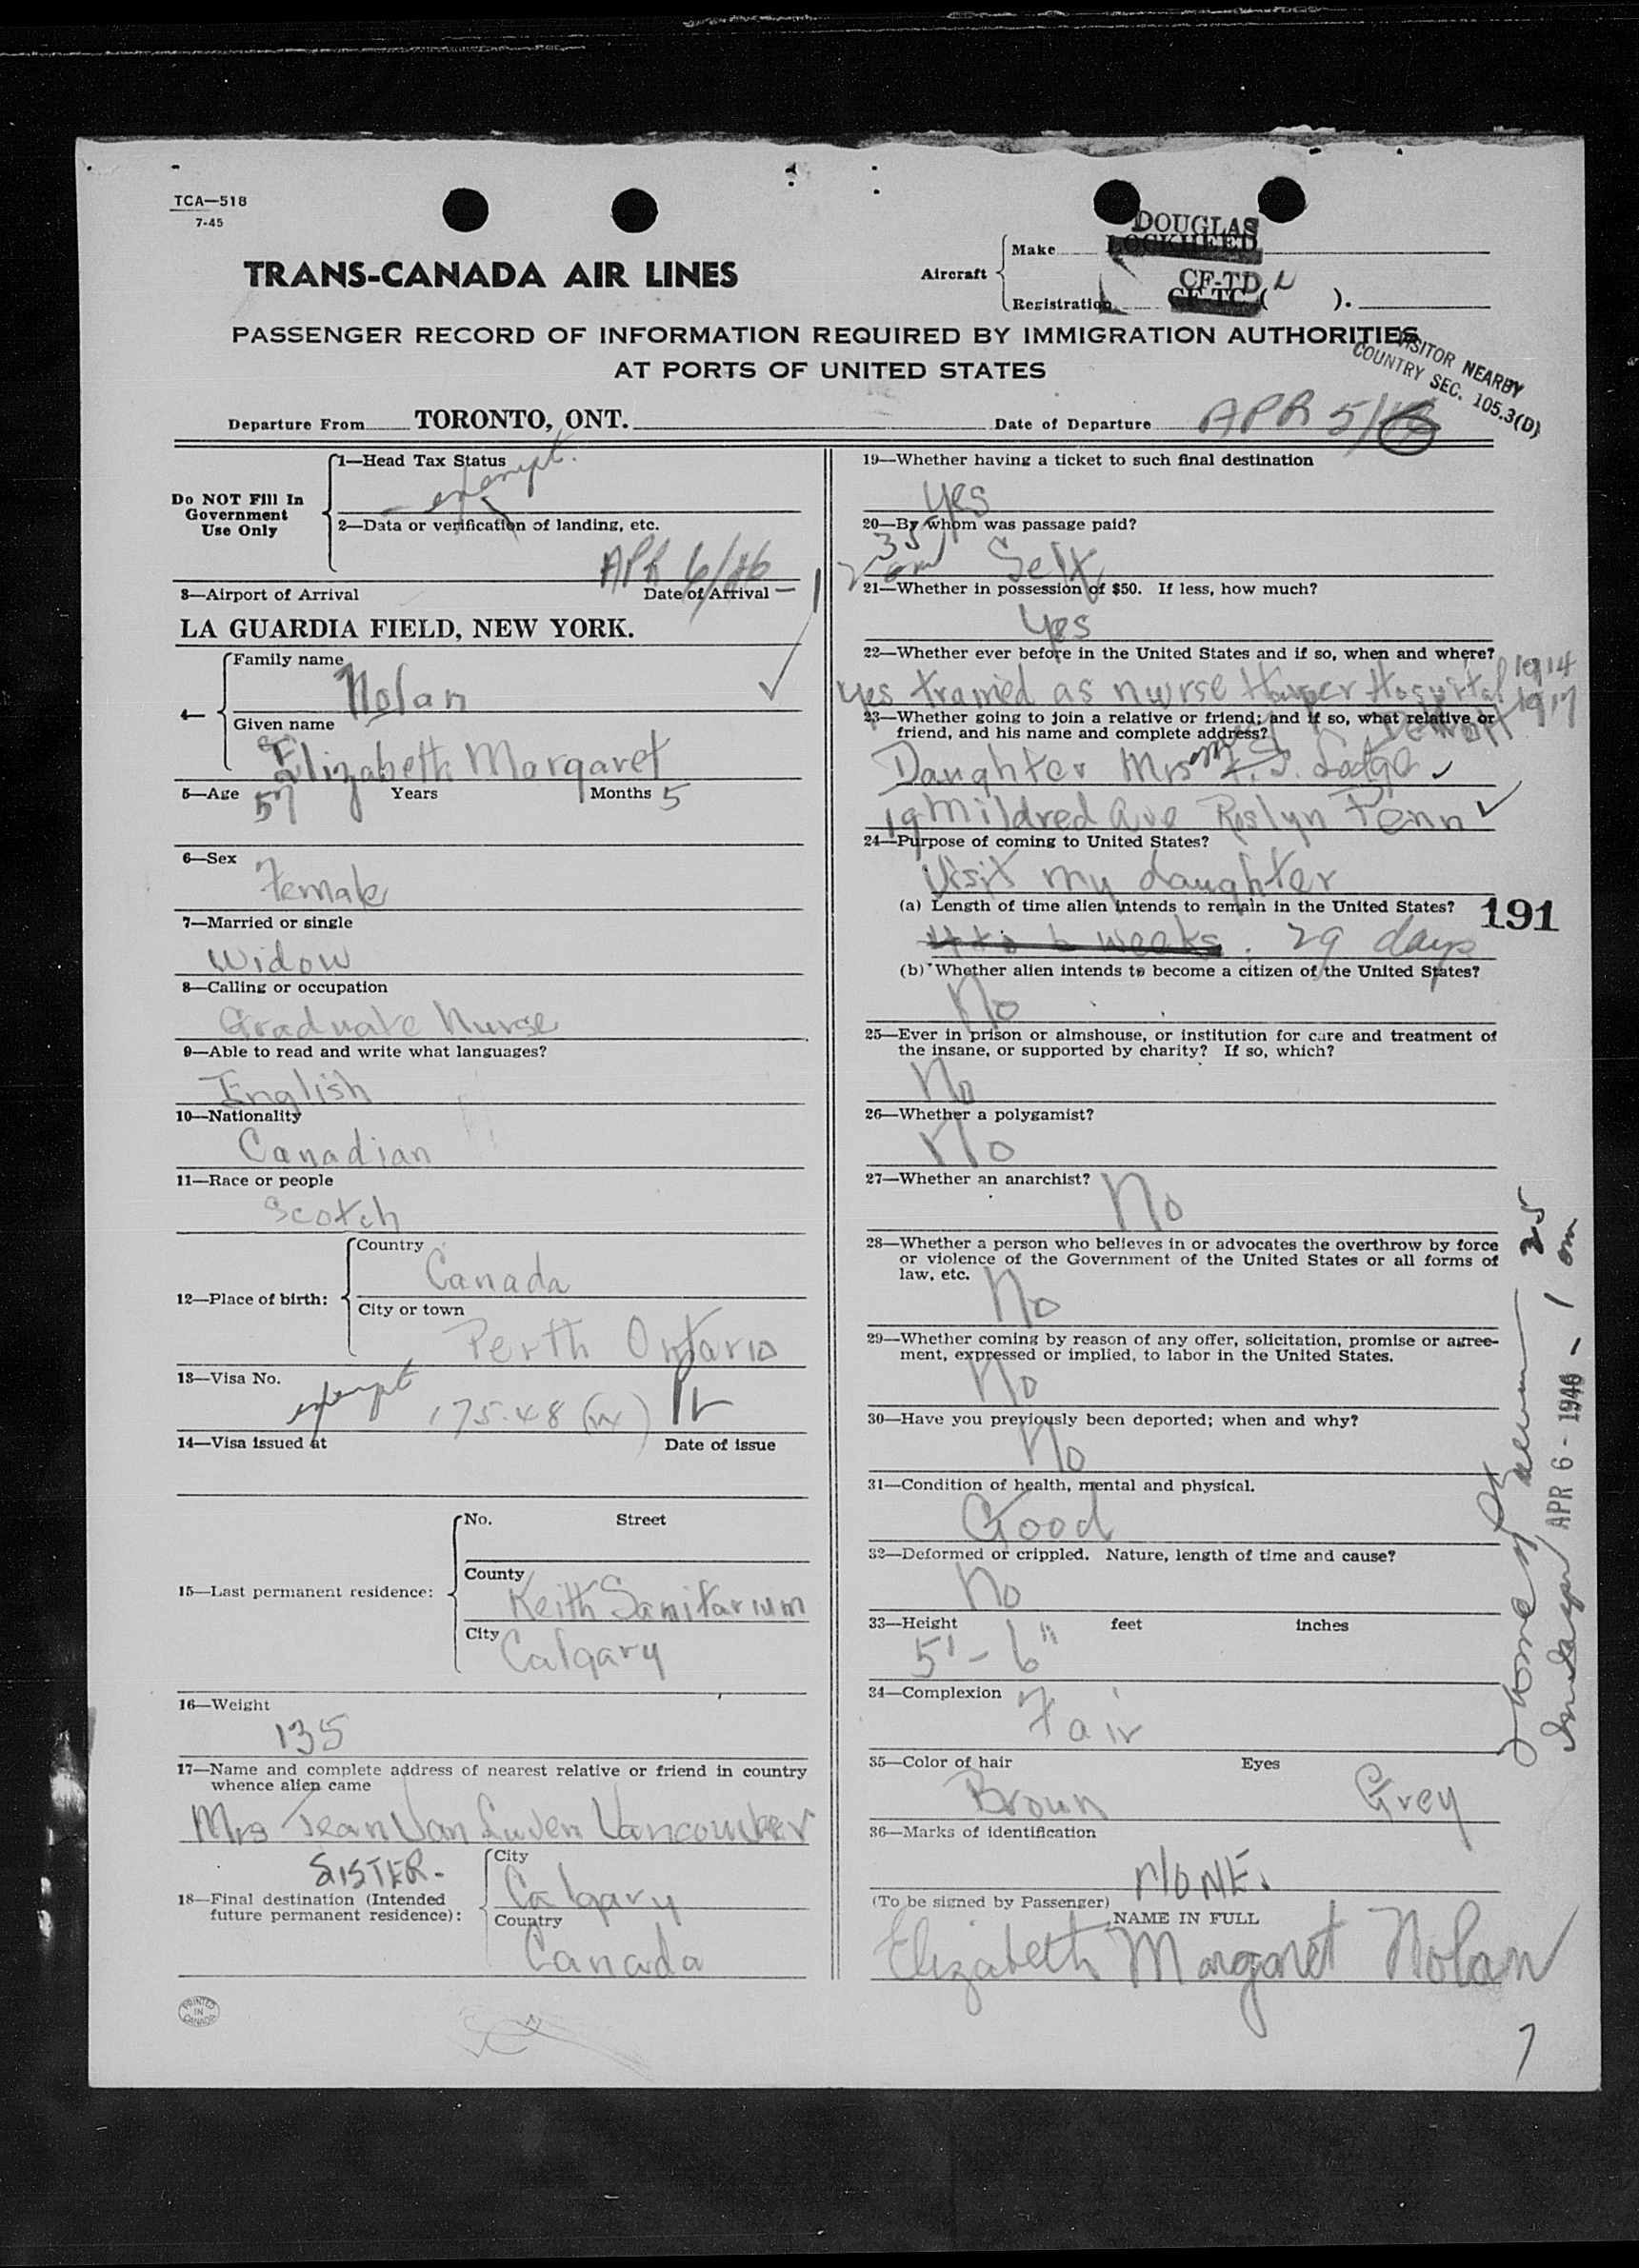 TCA—518
7-45
TRANS-CANADA AIR LINES
Aircraft
Make
DOUGLAS
LOCKHEED
Registration
CF-TD L
CF-TC ( ).
PASSENGER RECORD OF INFORMATION REQUIRED BY IMMIGRATION AUTHORITIES
AT PORTS OF UNITED STATES
VISITOR NEARBY
COUNTRY SEC. 105.3(D)
Departure From TORONTO, ONT.
Date of Departure APR 5/46
Do NOT Fill In
Government
Use Only
1—Head Tax Status
exempt.
2—Data or verification of landing, etc.
APR 6/46
3—Airport of Arrival Date of Arrival
LA GUARDIA FIELD, NEW YORK.
4—
Family name
Nolan
Given name
Elizabeth Margaret
5—Age 57 Years Months 5
6—Sex
Female
7—Married or single
Widow
8—Calling or occupation
Graduate Nurse
9—Able to read and write what languages?
English
10—Nationality
Canadian
11—Race or people
Scotch
12—Place of birth:
Country
Canada
City or town
Perth Ontario
13—Visa No.
exempt 175.48
14—Visa issued at Date of issue
15—Last permanent residence:
No. Street
County
Keith Sanitarium
City
Calgary
16—Weight
135
17—Name and complete address of nearest relative or friend in country
whence alien came
Mrs Jean Van Luven Vancouver
SISTER-
18—Final destination (Intended
future permanent residence):
City
Calgary
Country
Canada
PRINTED
IN
CANADA
19—Whether having a ticket to such final destination
Yes
20—By whom was passage paid?
Self
21—Whether in possession of $50. If less, how much?
Yes
22—Whether ever before in the United States and if so, when and where?
Yes trained as nurse Harper Hospital 1914
Detroit 1917
23—Whether going to join a relative or friend; and if so, what relative or
friend, and his name and complete address?
Daughter Mrs
19 Mildred Ave Roslyn Penn
24—Purpose of coming to United States?
Visit my daughter
(a) Length of time alien intends to remain in the United States?
191
4 to 6 weeks. 29 days
(b) Whether alien intends to become a citizen of the United States?
No
25—Ever in prison or almshouse, or institution for care and treatment of
the insane, or supported by charity? If so, which?
No
26—Whether a polygamist?
No
27—Whether an anarchist?
No
28—Whether a person who believes in or advocates the overthrow by force
or violence of the Government of the United States or all forms of
law, etc.
No
29—Whether coming by reason of any offer, solicitation, promise or agree-
ment, expressed or implied, to labor in the United States.
No
30—Have you previously been deported; when and why?
No
31—Condition of health, mental and physical.
Good
32—Deformed or crippled. Nature, length of time and cause?
No
33—Height feet inches
5'-6"
34—Complexion
Fair
35—Color of hair Eyes
Brown Grey
36—Marks of identification
NONE.
(To be signed by Passenger)
NAME IN FULL
Elizabeth Margaret Nolan
APR 6 - 1946
7